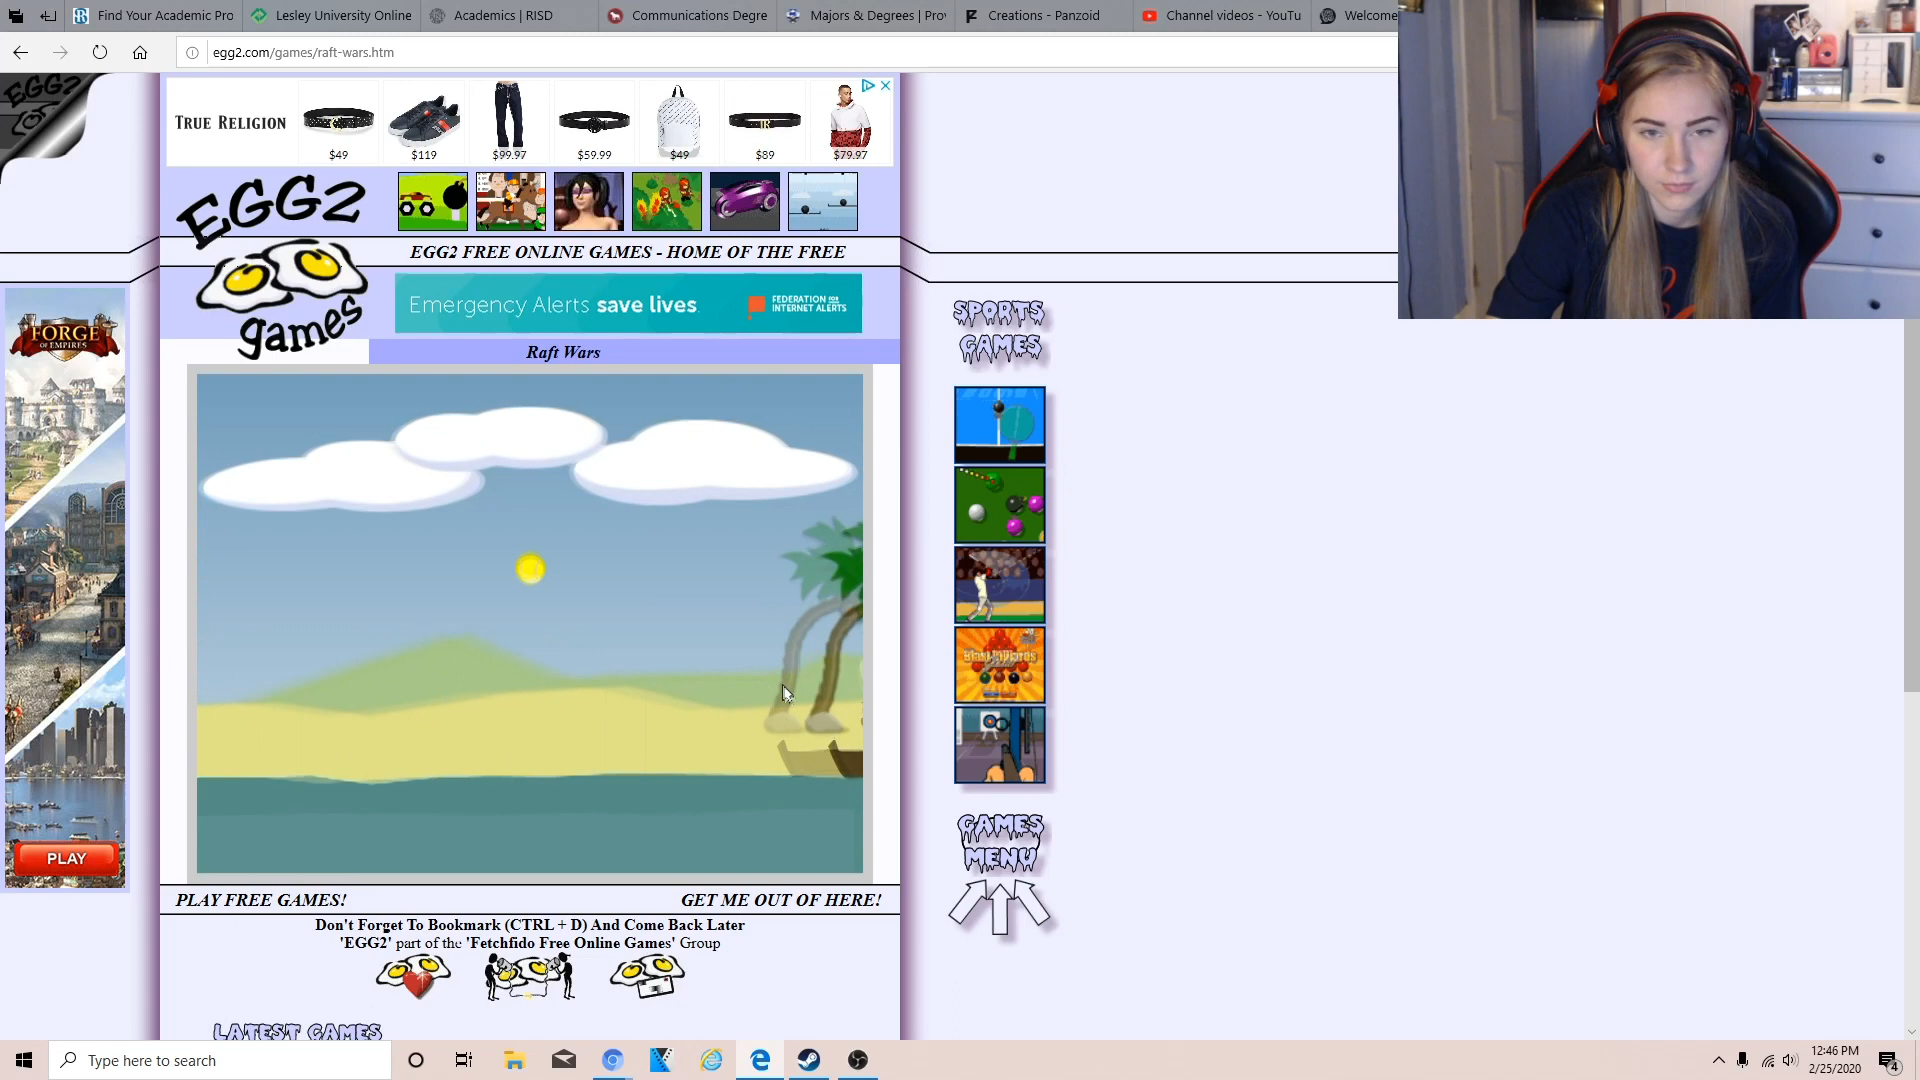 Find Your Academic Pro
Lesley University Online
Academics | RISD
Communications Degre
Majors & Degrees | Prov
Creations - Panzoid
Channel videos - YouTu
Welcome
egg2.com/games/raft-wars.htm
EGG2
TRUE RELIGION
$49
$119
$99.97
$59.99
$49
$89
$79.97
EGG2
games
EGG2 FREE ONLINE GAMES - HOME OF THE FREE
Emergency Alerts save lives.
FEDERATION FOR
INTERNET ALERTS
Raft Wars
FORGE
OF EMPIRES
PLAY
SPORTS
GAMES
GAMES
MENU
PLAY FREE GAMES!
GET ME OUT OF HERE!
Don't Forget To Bookmark (CTRL + D) And Come Back Later
'EGG2' part of the 'Fetchfido Free Online Games' Group
LATEST GAMES
Type here to search
12:46 PM
2/25/2020
4